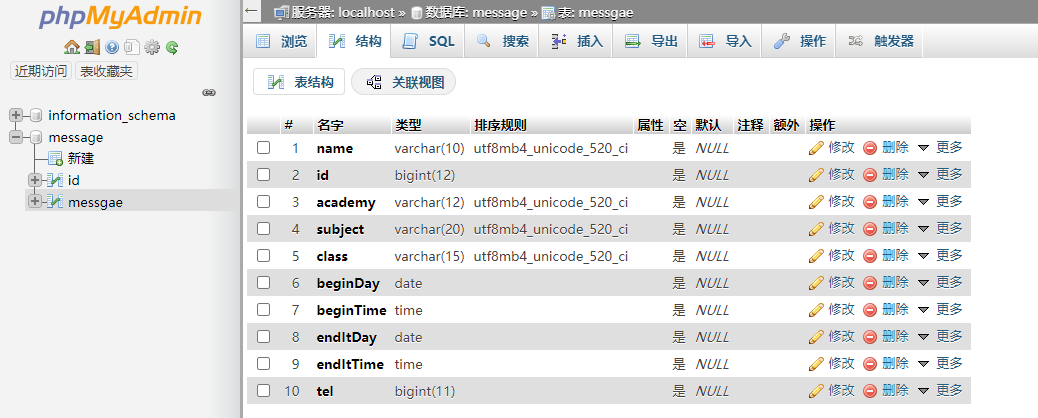 phpMyAdmin
近期访问 表收藏夹
information_schema
message
新建
id
messgae
服务器: localhost » 数据库: message » 表: messgae
浏览 结构 SQL 搜索 插入 导出 导入 操作 触发器
表结构 关联视图
# 名字 类型 排序规则 属性 空 默认 注释 额外 操作
1 name varchar(10) utf8mb4_unicode_520_ci 是 NULL 修改 删除 更多
2 id bigint(12) 是 NULL 修改 删除 更多
3 academy varchar(12) utf8mb4_unicode_520_ci 是 NULL 修改 删除 更多
4 subject varchar(20) utf8mb4_unicode_520_ci 是 NULL 修改 删除 更多
5 class varchar(15) utf8mb4_unicode_520_ci 是 NULL 修改 删除 更多
6 beginDay date 是 NULL 修改 删除 更多
7 beginTime time 是 NULL 修改 删除 更多
8 endItDay date 是 NULL 修改 删除 更多
9 endItTime time 是 NULL 修改 删除 更多
10 tel bigint(11) 是 NULL 修改 删除 更多